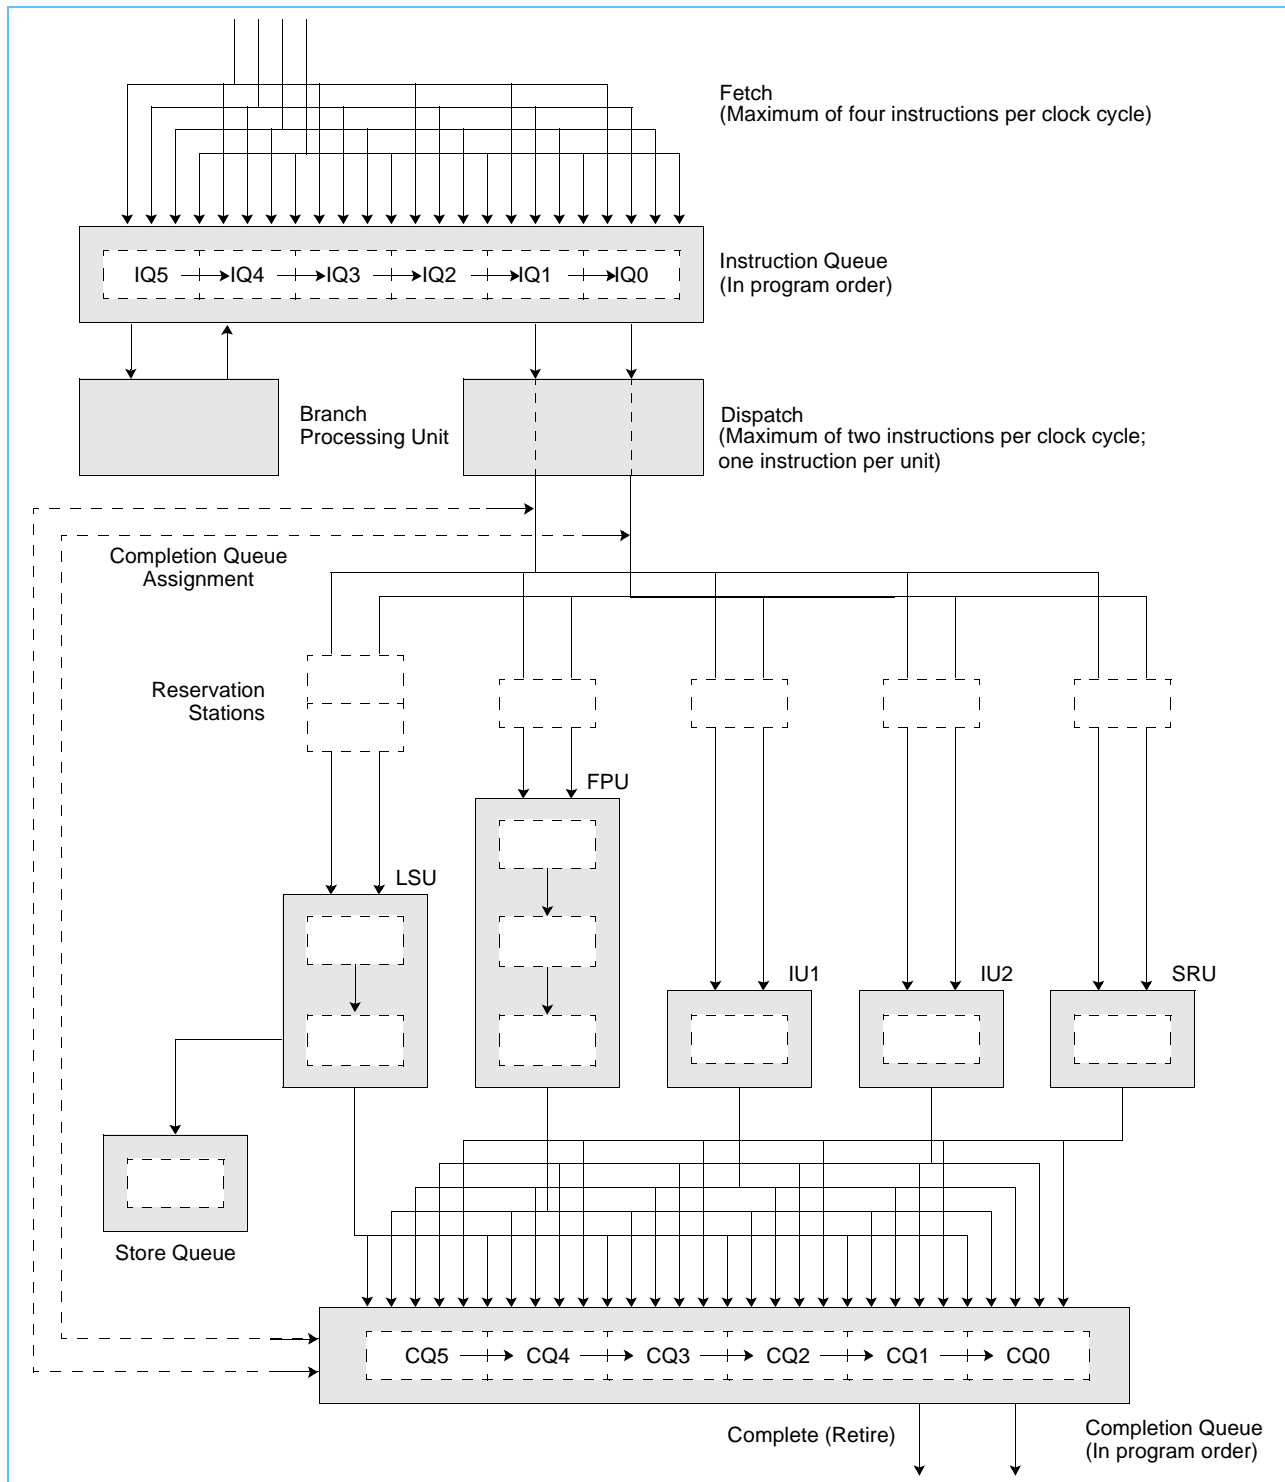 Fetch
(Maximum of four instructions per clock cycle)
IQ5 IQ4 IQ3 IQ2 IQ1 IQ0
Instruction Queue
(In program order)
Branch
Processing Unit
Dispatch
(Maximum of two instructions per clock cycle;
one instruction per unit)
Completion Queue
Assignment
Reservation
Stations
FPU
LSU
IU1
IU2
SRU
Store Queue
CQ5 CQ4 CQ3 CQ2 CQ1 CQ0
Complete (Retire)
Completion Queue
(In program order)